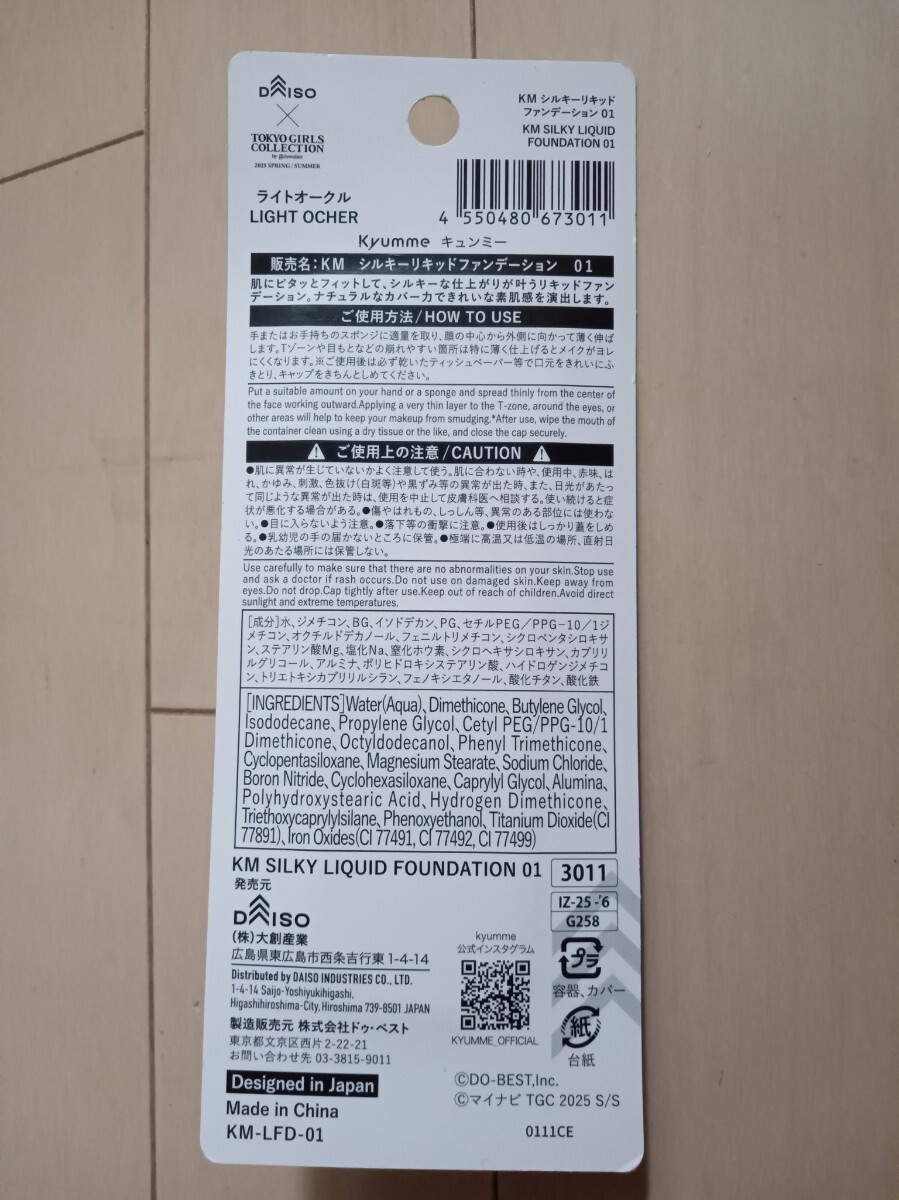 DAISO
×
TOKYO GIRLS
COLLECTION
2025 SPRING / SUMMER
KM シルキーリキッド
ファンデーション 01
KM SILKY LIQUID
FOUNDATION 01
ライトオークル
LIGHT OCHER
4 550480 673011
Kyumme キュンミー
販売名:KM シルキーリキッドファンデーション 01
肌にピタッとフィットして、シルキーな仕上がりが叶うリキッドファン
デーション。ナチュラルなカバー力できれいな素肌感を演出します。
ご使用方法/HOW TO USE
手またはお手持ちのスポンジに適量を取り、顔の中心から外側に向かって薄く伸ば
します。Tゾーンや目もとなどの崩れやすい箇所は特に薄く仕上げるとメイクがヨレ
にくくなります。※ご使用後は必ず乾いたティッシュペーパー等で口元をきれいにふ
きとり、キャップをきちんとしめてください。
Put a suitable amount on your hand or a sponge and spread thinly from the center of
the face working outward.Applying a very thin layer to the T-zone, around the eyes, or
other areas will help to keep your makeup from smudging.*After use, wipe the mouth of
the container clean using a dry tissue or the like, and close the cap securely.
⚠ ご使用上の注意/CAUTION ⚠
●肌に異常が生じていないかよく注意して使う。肌に合わない時や、使用中、赤味、は
れ、かゆみ、刺激、色抜け(白斑等)や黒ずみ等の異常が出た時、また、日光があたっ
て同じような異常が出た時は、使用を中止して皮膚科医へ相談する。使い続けると症
状が悪化する場合がある。●傷やはれもの、しっしん等、異常のある部位には使わな
い。●目に入らないよう注意。●落下等の衝撃に注意。●使用後はしっかり蓋をしめ
る。●乳幼児の手の届かないところに保管。●極端に高温又は低温の場所、直射日
光のあたる場所には保管しない。
Use carefully to make sure that there are no abnormalities on your skin.Stop use
and ask a doctor if rash occurs.Do not use on damaged skin.Keep away from
eyes.Do not drop.Cap tightly after use.Keep out of reach of children.Avoid direct
sunlight and extreme temperatures.
[成分]水、ジメチコン、BG、イソドデカン、PG、セチルPEG/PPG-10/1ジ
メチコン、オクチルドデカノール、フェニルトリメチコン、シクロペンタシロキサ
ン、ステアリン酸Mg、塩化Na、窒化ホウ素、シクロヘキサシロキサン、カプリリ
ルグリコール、アルミナ、ポリヒドロキシステアリン酸、ハイドロゲンジメチコ
ン、トリエトキシカプリリルシラン、フェノキシエタノール、酸化チタン、酸化鉄
[INGREDIENTS]Water(Aqua)、Dimethicone、Butylene Glycol、
Isododecane、Propylene Glycol、Cetyl PEG/PPG-10/1
Dimethicone、Octyldodecanol、Phenyl Trimethicone、
Cyclopentasiloxane、Magnesium Stearate、Sodium Chloride、
Boron Nitride、Cyclohexasiloxane、Caprylyl Glycol、Alumina、
Polyhydroxystearic Acid、Hydrogen Dimethicone、
Triethoxycaprylylsilane、Phenoxyethanol、Titanium Dioxide(CI
77891)、Iron Oxides(CI 77491, CI 77492, CI 77499)
KM SILKY LIQUID FOUNDATION 01
3011
IZ-25-'6
G258
発売元
DAISO
(株)大創産業
広島県東広島市西条吉行東 1-4-14
Distributed by DAISO INDUSTRIES CO., LTD.
1-4-14 Saijo-Yoshiyukihigashi,
Higashihiroshima-City, Hiroshima 739-8501 JAPAN
製造販売元 株式会社ドゥ・ベスト
東京都文京区西片2-22-21
お問い合わせ先 03-3815-9011
kyumme
公式インスタグラム
KYUMME_OFFICIAL
プラ
容器、カバー
紙
台紙
Designed in Japan
Made in China
KM-LFD-01
©DO-BEST,Inc.
©マイナビ TGC 2025 S/S
0111CE